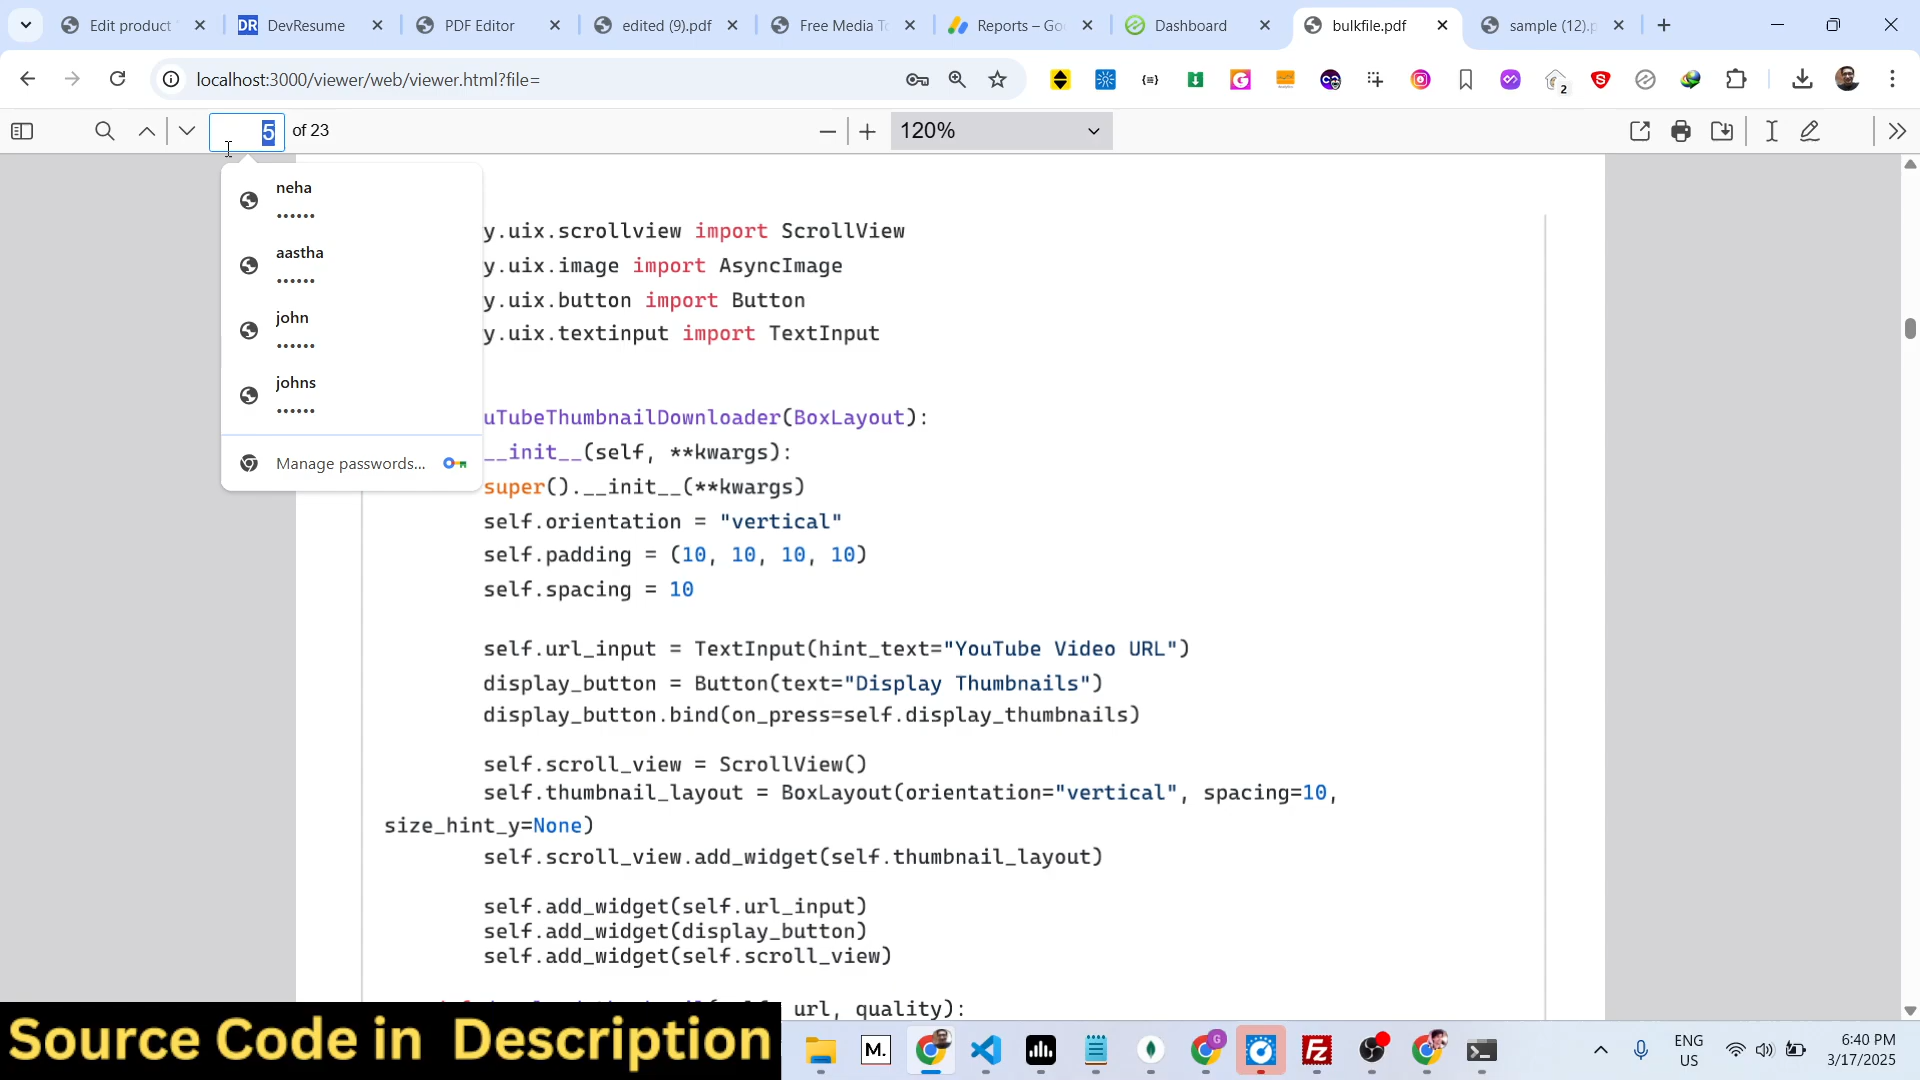 Edit product
DevResume
PDF Editor
edited (9).pdf
Free Media To
Reports – Goo
Dashboard
bulkfile.pdf
sample (12).p
localhost:3000/viewer/web/viewer.html?file=
5 of 23
120%
neha
••••••
aastha
••••••
john
••••••
johns
••••••
Manage passwords...
y.uix.scrollview import ScrollView
y.uix.image import AsyncImage
y.uix.button import Button
y.uix.textinput import TextInput
uTubeThumbnailDownloader(BoxLayout):
__init__(self, **kwargs):
super().__init__(**kwargs)
self.orientation = "vertical"
self.padding = (10, 10, 10, 10)
self.spacing = 10
self.url_input = TextInput(hint_text="YouTube Video URL")
display_button = Button(text="Display Thumbnails")
display_button.bind(on_press=self.display_thumbnails)
self.scroll_view = ScrollView()
self.thumbnail_layout = BoxLayout(orientation="vertical", spacing=10,
size_hint_y=None)
self.scroll_view.add_widget(self.thumbnail_layout)
self.add_widget(self.url_input)
self.add_widget(display_button)
self.add_widget(self.scroll_view)
url, quality):
Source Code in Description
M.
ENG
US
6:40 PM
3/17/2025